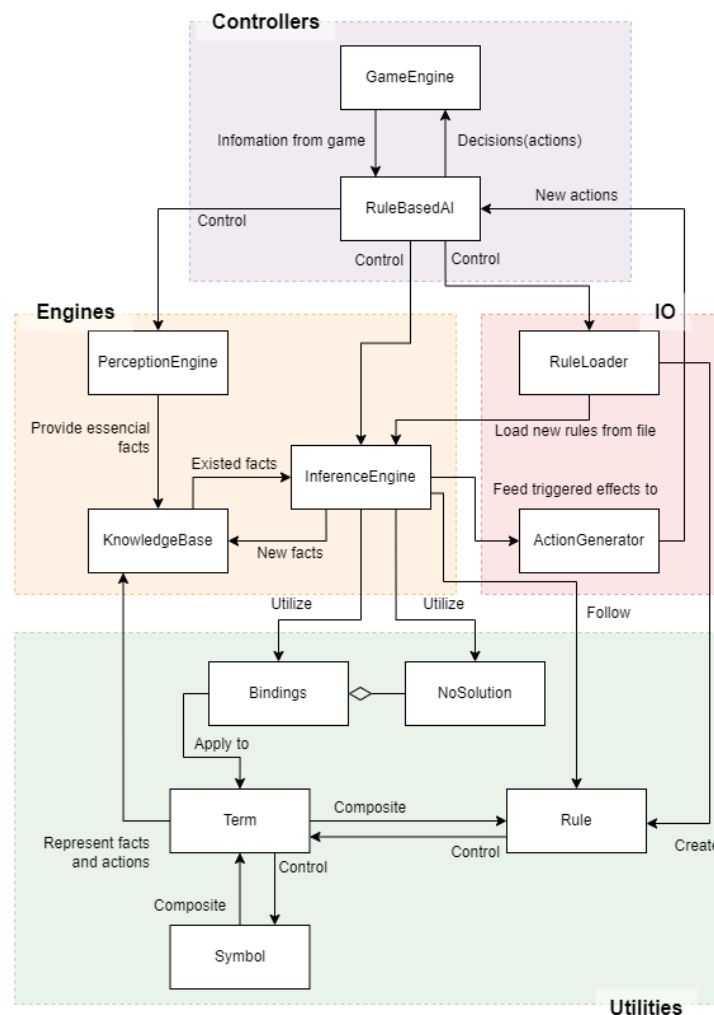 Controllers
GameEngine
Infomation from game
Decisions(actions)
RuleBasedAI
New actions
Control
Control
Control
Engines
IO
PerceptionEngine
RuleLoader
Provide essencial
facts
Load new rules from file
Existed facts
InferenceEngine
Feed triggered effects to
KnowledgeBase
New facts
ActionGenerator
Utilize
Utilize
Follow
Bindings
NoSolution
Apply to
Term
Composite
Rule
Represent facts
and actions
Control
Control
Create
Composite
Symbol
Utilities